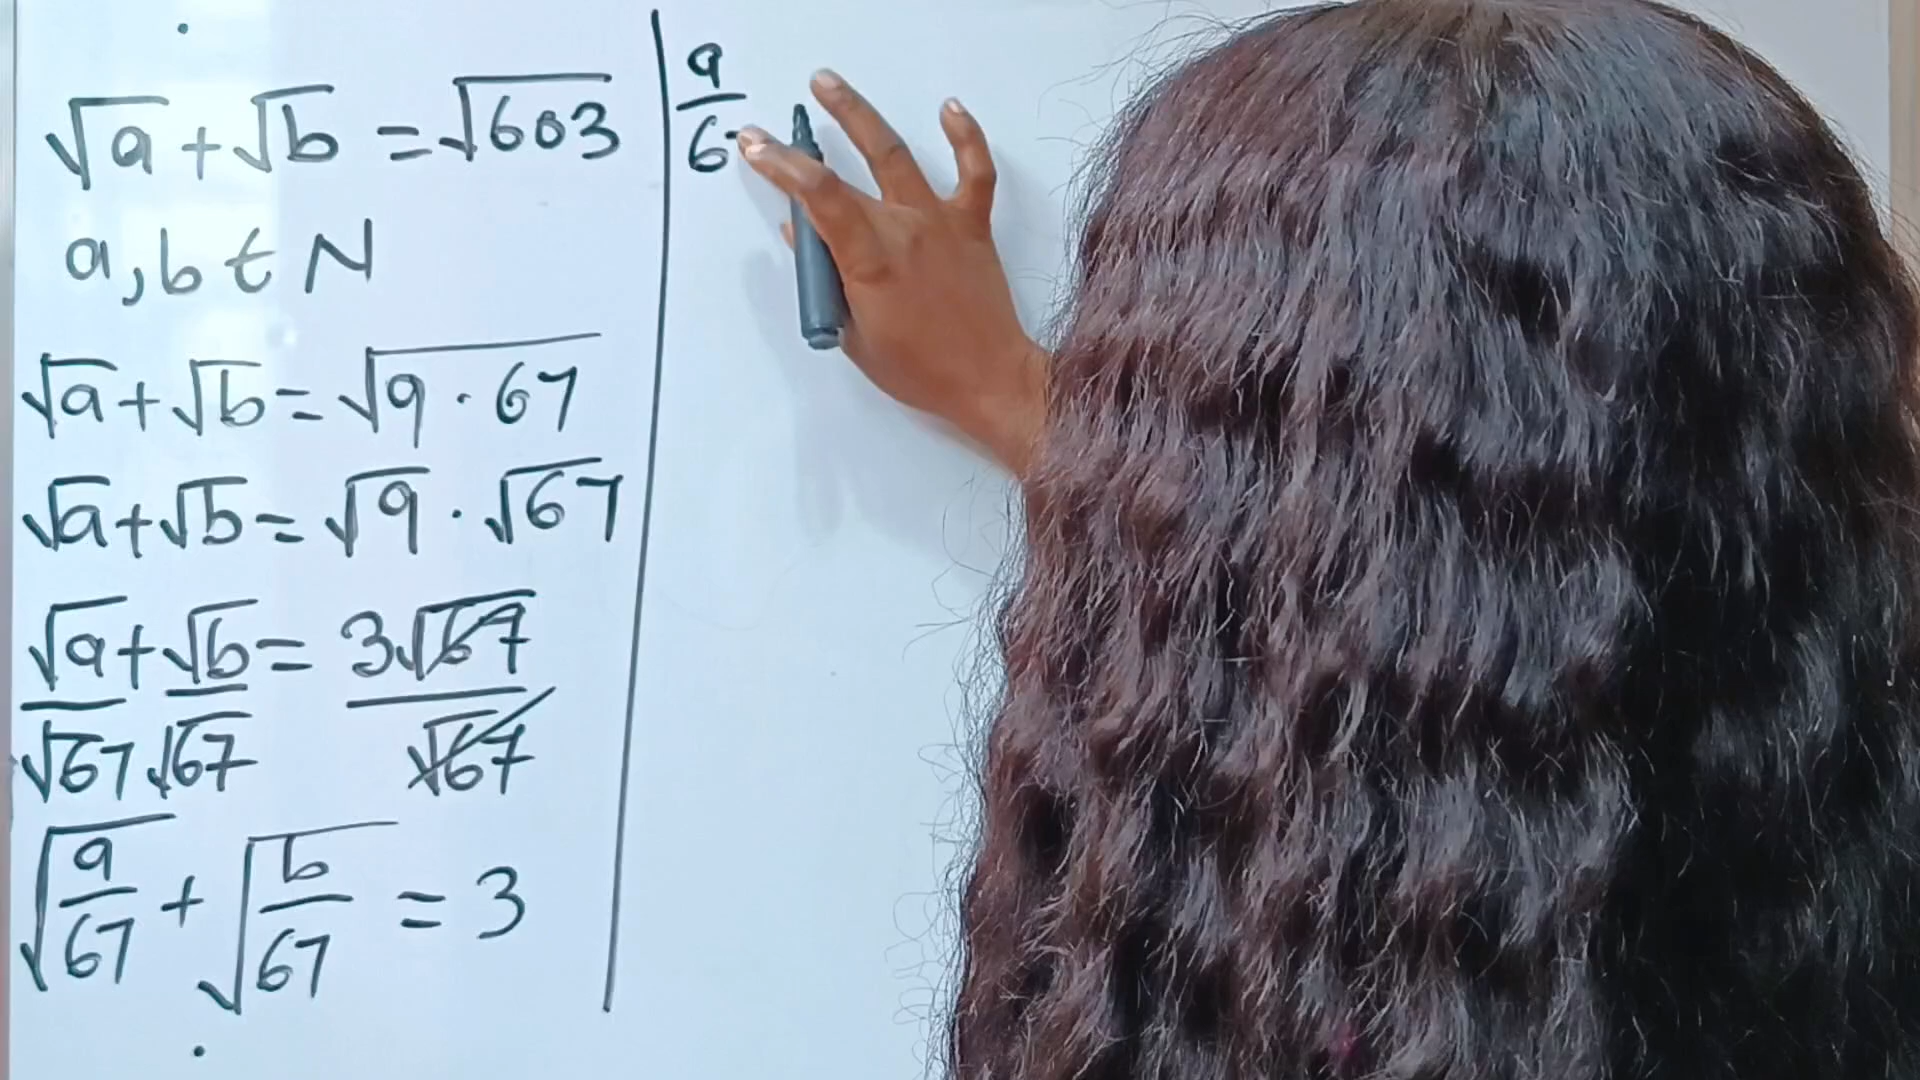 √a + √b = √603
a, b ∈ N
√a + √b = √9 · 67
√a + √b = √9 · √67
√a + √b = 3√67
√67 √67 √67
√a/67 + √b/67 = 3
a/6